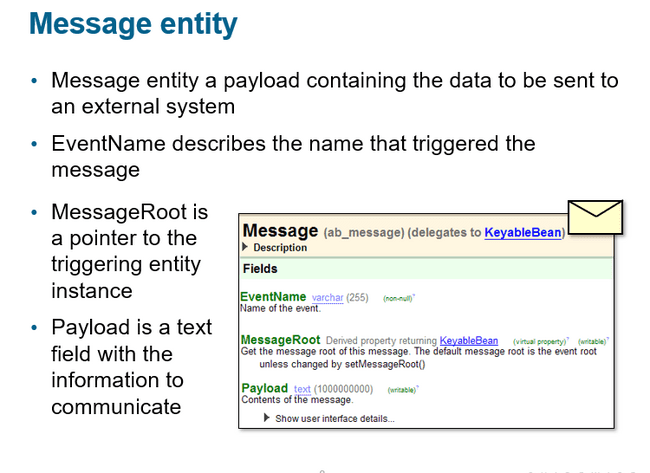 Message entity
• Message entity a payload containing the data to be sent to
an external system
• EventName describes the name that triggered the
message
• MessageRoot is
a pointer to the
triggering entity
instance
• Payload is a text
field with the
information to
communicate
Message (ab_message) (delegates to KeyableBean)
Description
Fields
EventName varchar (255) (non-null)*
Name of the event.
MessageRoot Derived property returning KeyableBean (virtual property)* (writable)*
Get the message root of this message. The default message root is the event root
unless changed by setMessageRoot()
Payload text (1000000000) (writable)*
Contents of the message.
Show user interface details...